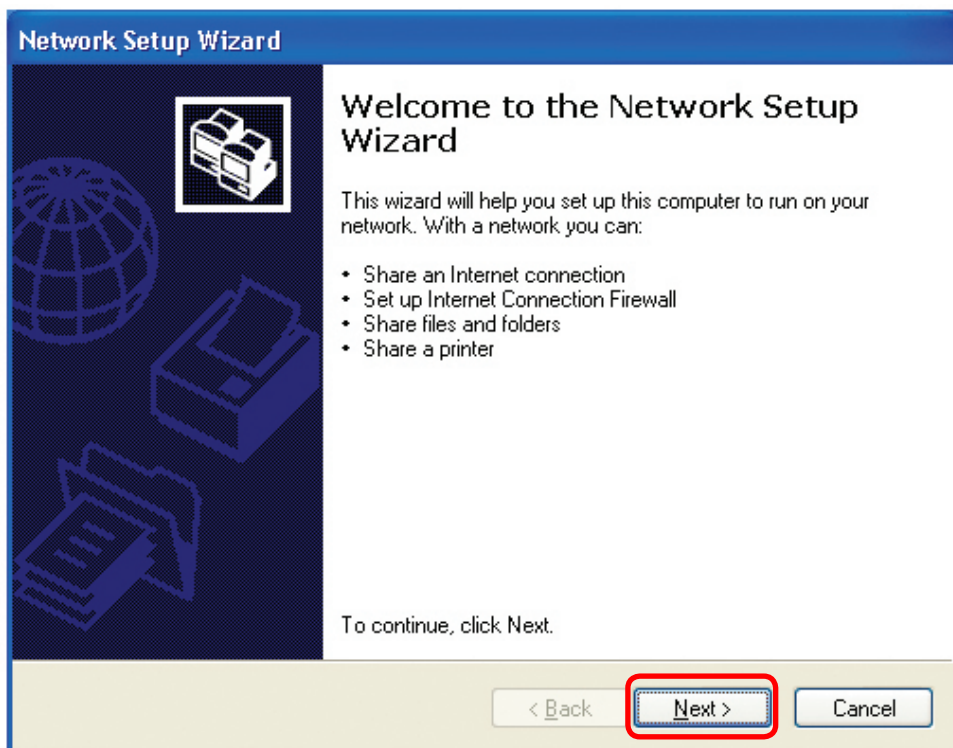 Network Setup Wizard
Welcome to the Network Setup
Wizard
This wizard will help you set up this computer to run on your
network. With a network you can:
• Share an Internet connection
• Set up Internet Connection Firewall
• Share files and folders
• Share a printer
To continue, click Next.
< Back Next > Cancel